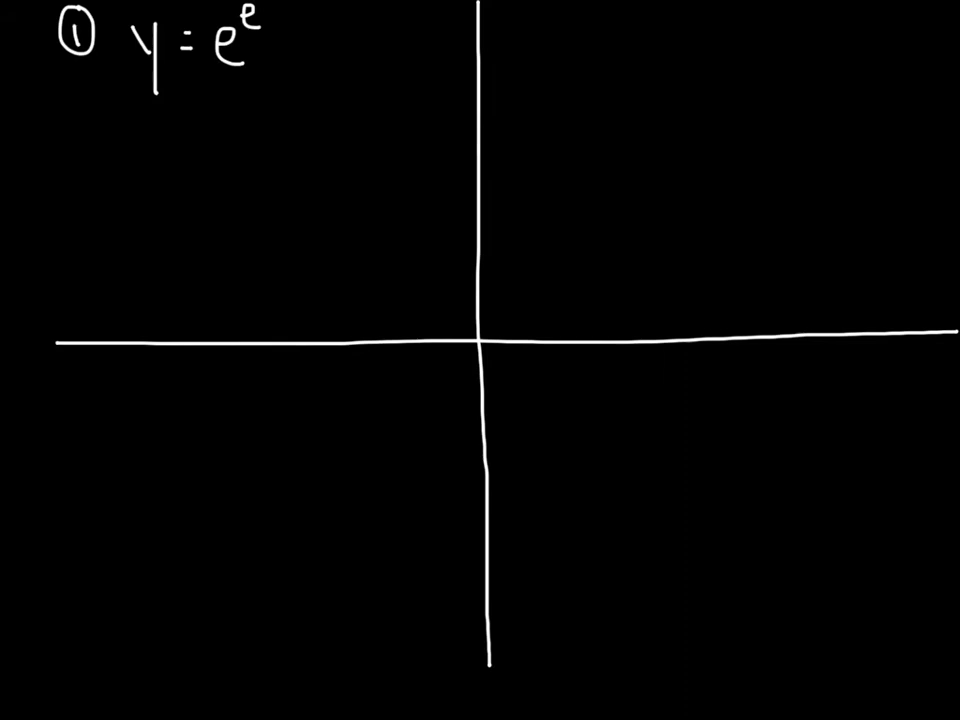 ① y = e^e